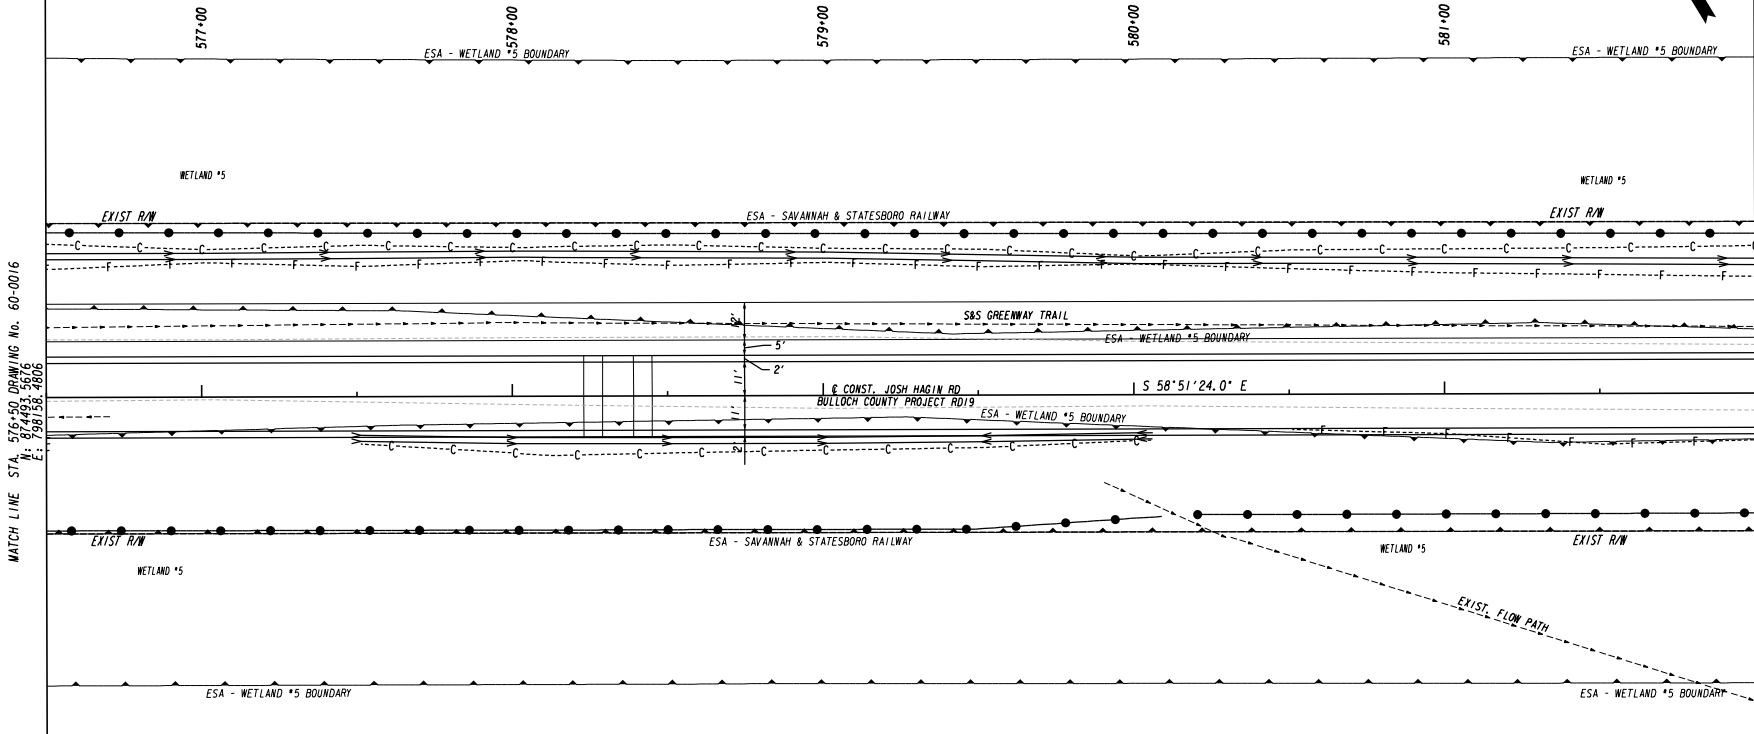 577+00
578+00
579+00
580+00
581+00
ESA - WETLAND #5 BOUNDARY
ESA - WETLAND #5 BOUNDARY
WETLAND #5
WETLAND #5
EXIST R/W
ESA - SAVANNAH & STATESBORO RAILWAY
EXIST R/W
C C C C C C C C C C C C C C C C C C C C C C C C C C C
F F F F F F F F F F F F F F F F F F F F F F F F F F F
MATCH LINE STA. 576+50 DRAWING No. 60-0016
N: 874493.5676
E: 798158.4806
12'
S&S GREENWAY TRAIL
ESA - WETLAND #5 BOUNDARY
5'
2'
11'
℄ CONST. JOSH HAGIN RD
S 58°51'24.0" E
BULLOCH COUNTY PROJECT RD19
11'
ESA - WETLAND #5 BOUNDARY
F F F F F F F
C C C C C C C C C C C C C
2'
EXIST R/W
ESA - SAVANNAH & STATESBORO RAILWAY
EXIST R/W
WETLAND #5
WETLAND #5
EXIST. FLOW PATH
ESA - WETLAND #5 BOUNDARY
ESA - WETLAND #5 BOUNDARY